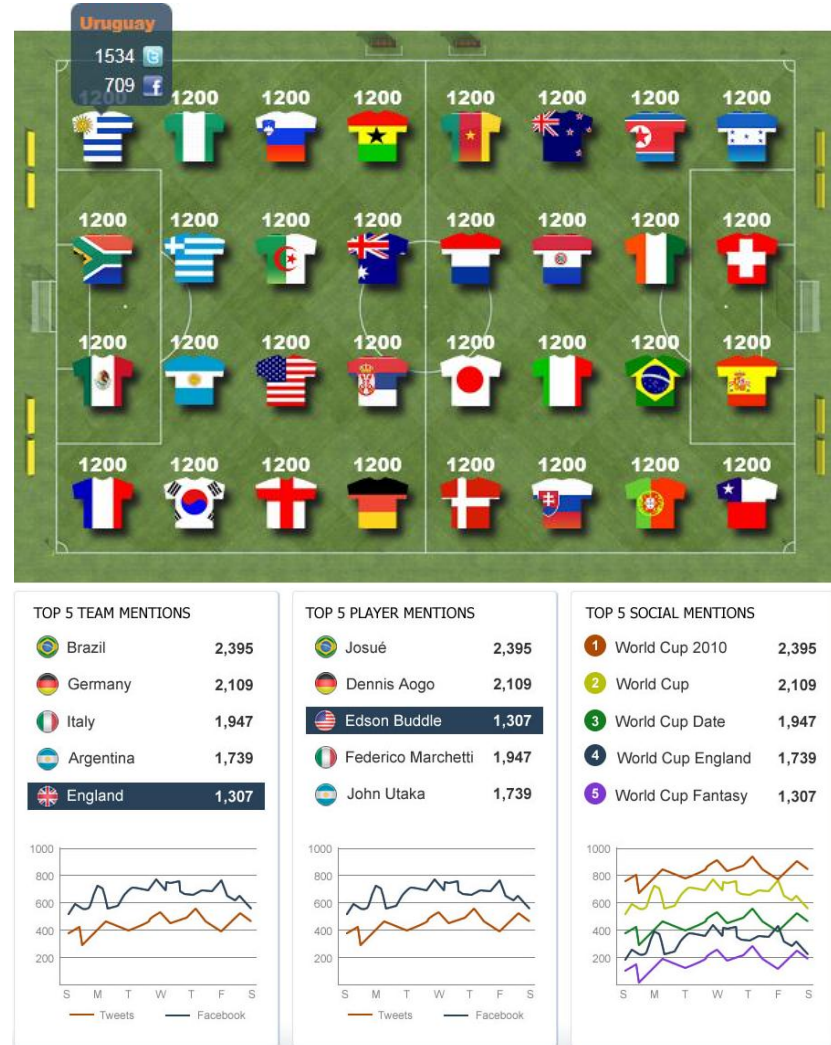 Uruguay
1534
709
1200 1200 1200 1200 1200 1200 1200 1200
1200 1200 1200 1200 1200 1200 1200 1200
1200 1200 1200 1200 1200 1200 1200 1200
1200 1200 1200 1200 1200 1200 1200 1200
TOP 5 TEAM MENTIONS
Brazil 2,395
Germany 2,109
Italy 1,947
Argentina 1,739
England 1,307
1000
800
600
400
200
S M T W T F S
Tweets Facebook
TOP 5 PLAYER MENTIONS
Josué 2,395
Dennis Aogo 2,109
Edson Buddle 1,307
Federico Marchetti 1,947
John Utaka 1,739
1000
800
600
400
200
S M T W T F S
Tweets Facebook
TOP 5 SOCIAL MENTIONS
1 World Cup 2010 2,395
2 World Cup 2,109
3 World Cup Date 1,947
4 World Cup England 1,739
5 World Cup Fantasy 1,307
1000
800
600
400
200
S M T W T F S